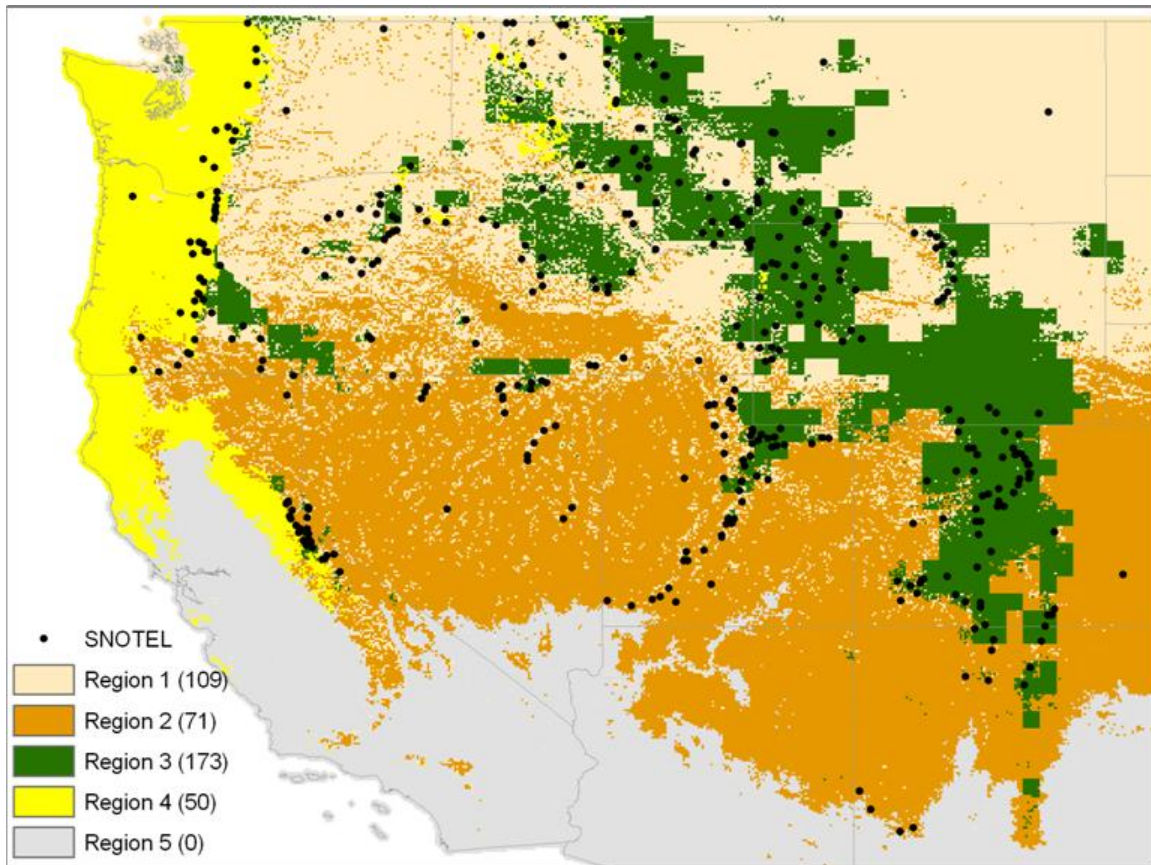 SNOTEL
Region 1 (109)
Region 2 (71)
Region 3 (173)
Region 4 (50)
Region 5 (0)